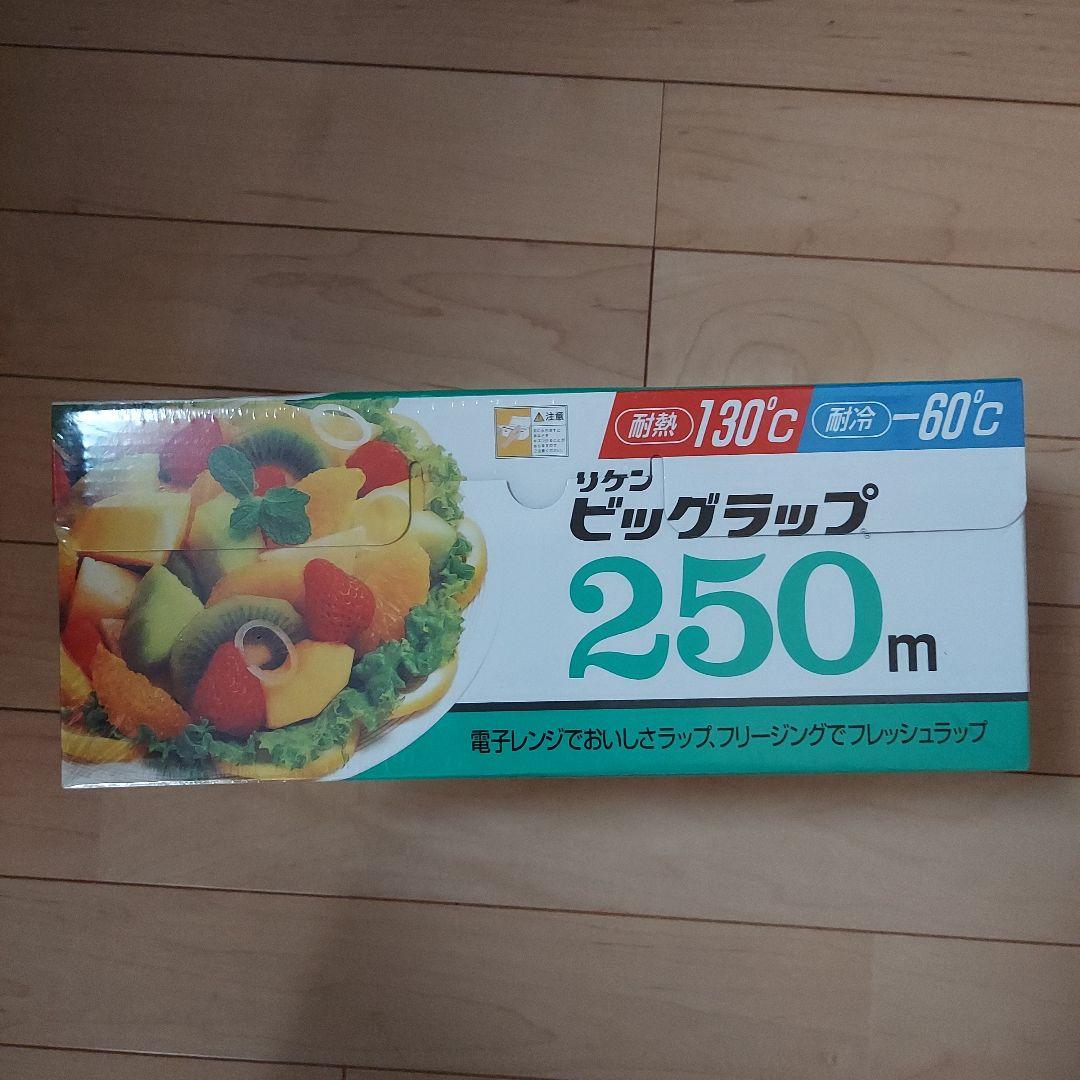 注意
耐熱 130℃ 耐冷 −60℃
リケン
ビッグラップ®
250m
電子レンジでおいしさラップ、フリージングでフレッシュラップ